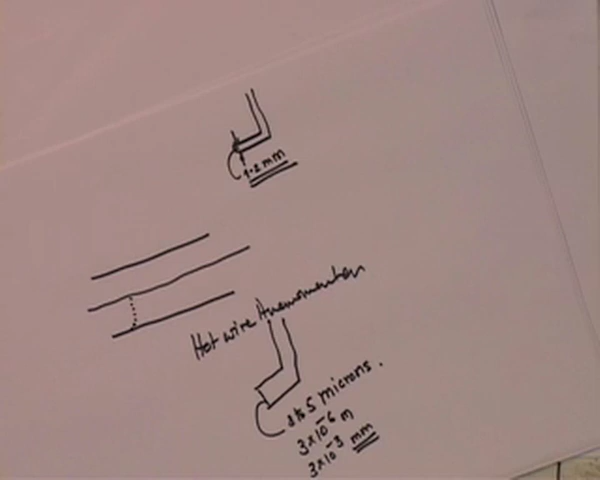 1.2 mm
Hot wire Anemometer
3 to 5 microns.
3×10⁻⁶ m
3×10⁻³ mm